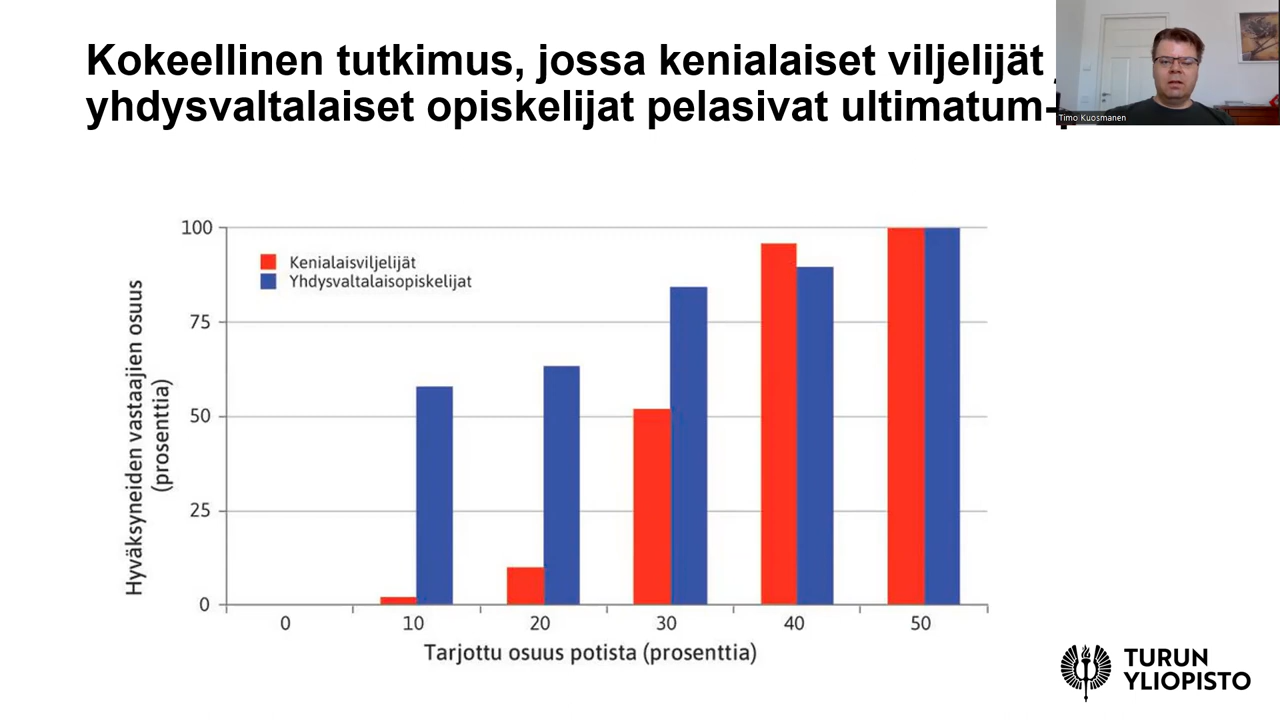 Kokeellinen tutkimus, jossa kenialaiset viljelijät
yhdysvaltalaiset opiskelijat pelasivat ultimatum-
Timo Kuosmanen
100
75
50
25
0
Hyväksyneiden vastaajien osuus
(prosenttia)
Kenialaisviljelijät
Yhdysvaltalaisopiskelijat
0 10 20 30 40 50
Tarjottu osuus potista (prosenttia)
TURUN
YLIOPISTO